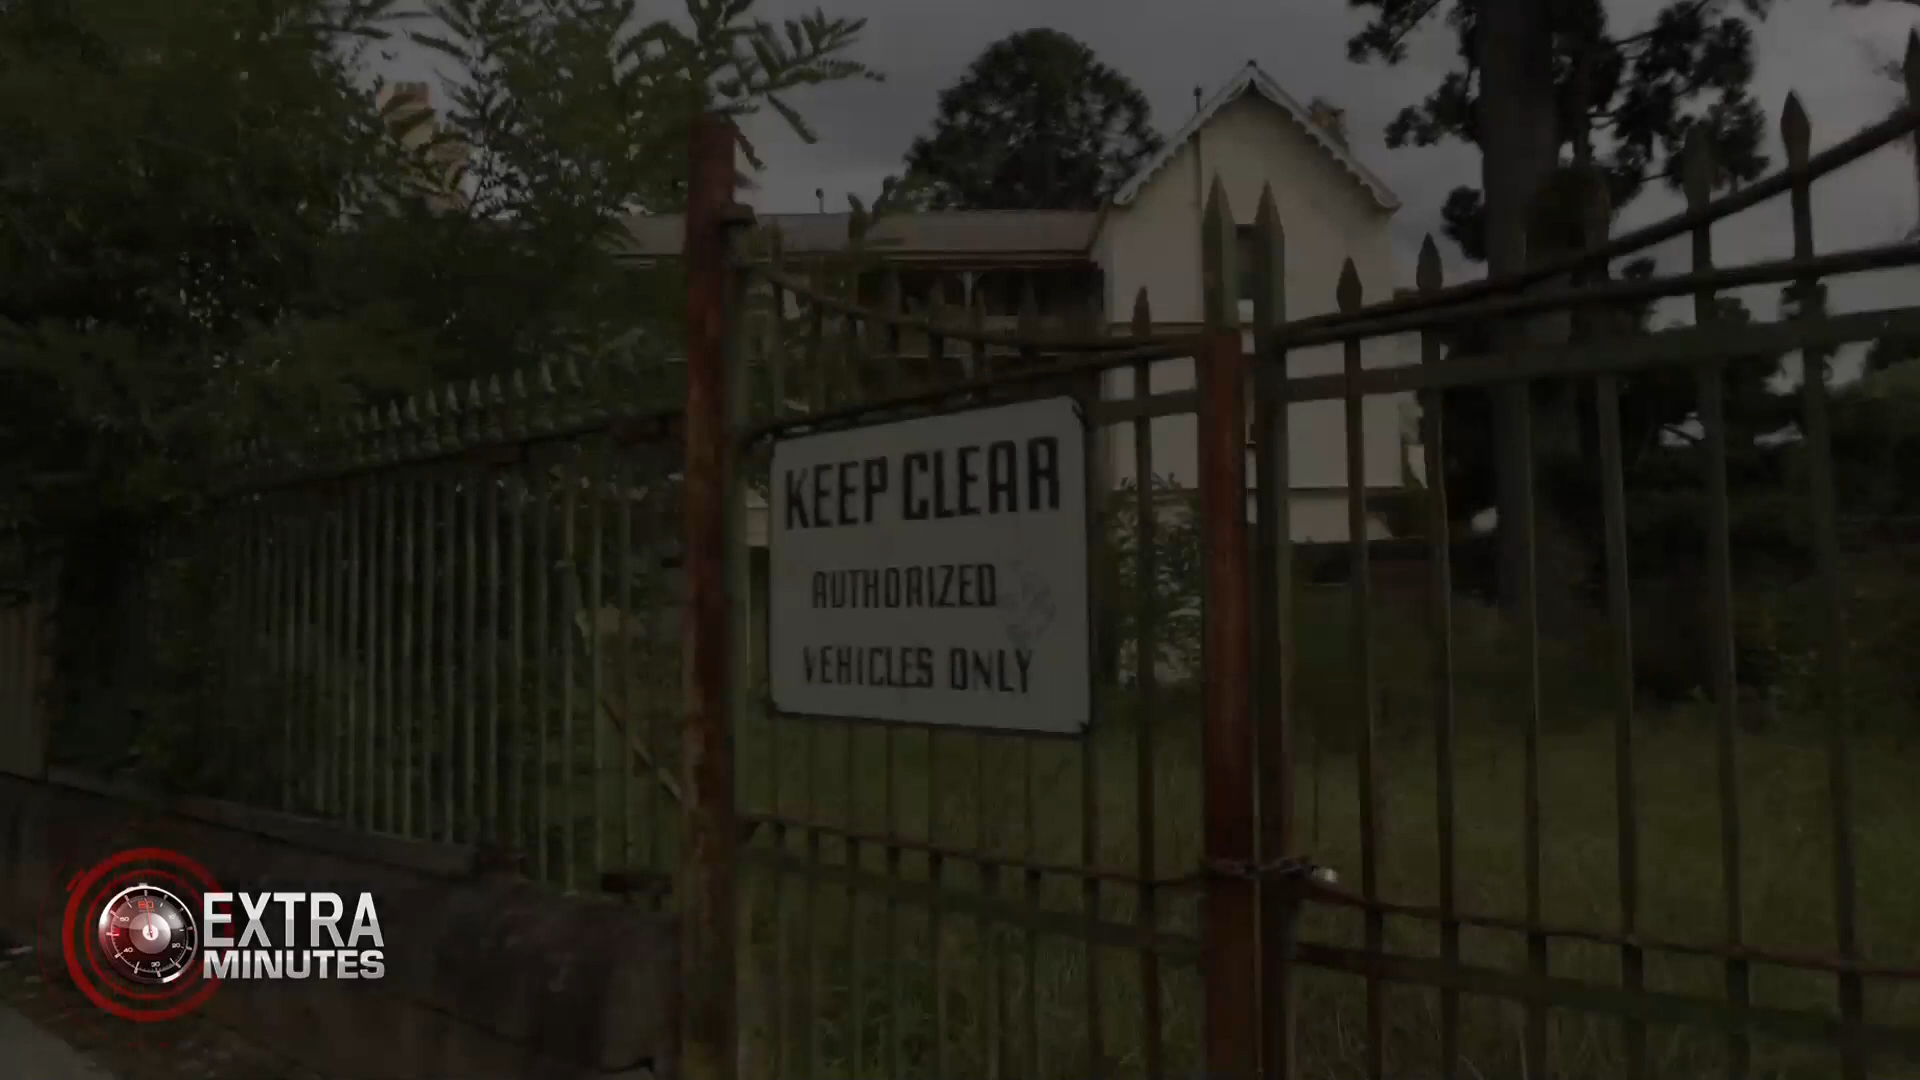 KEEP CLEAR
AUTHORIZED
VEHICLES ONLY
EXTRA
MINUTES